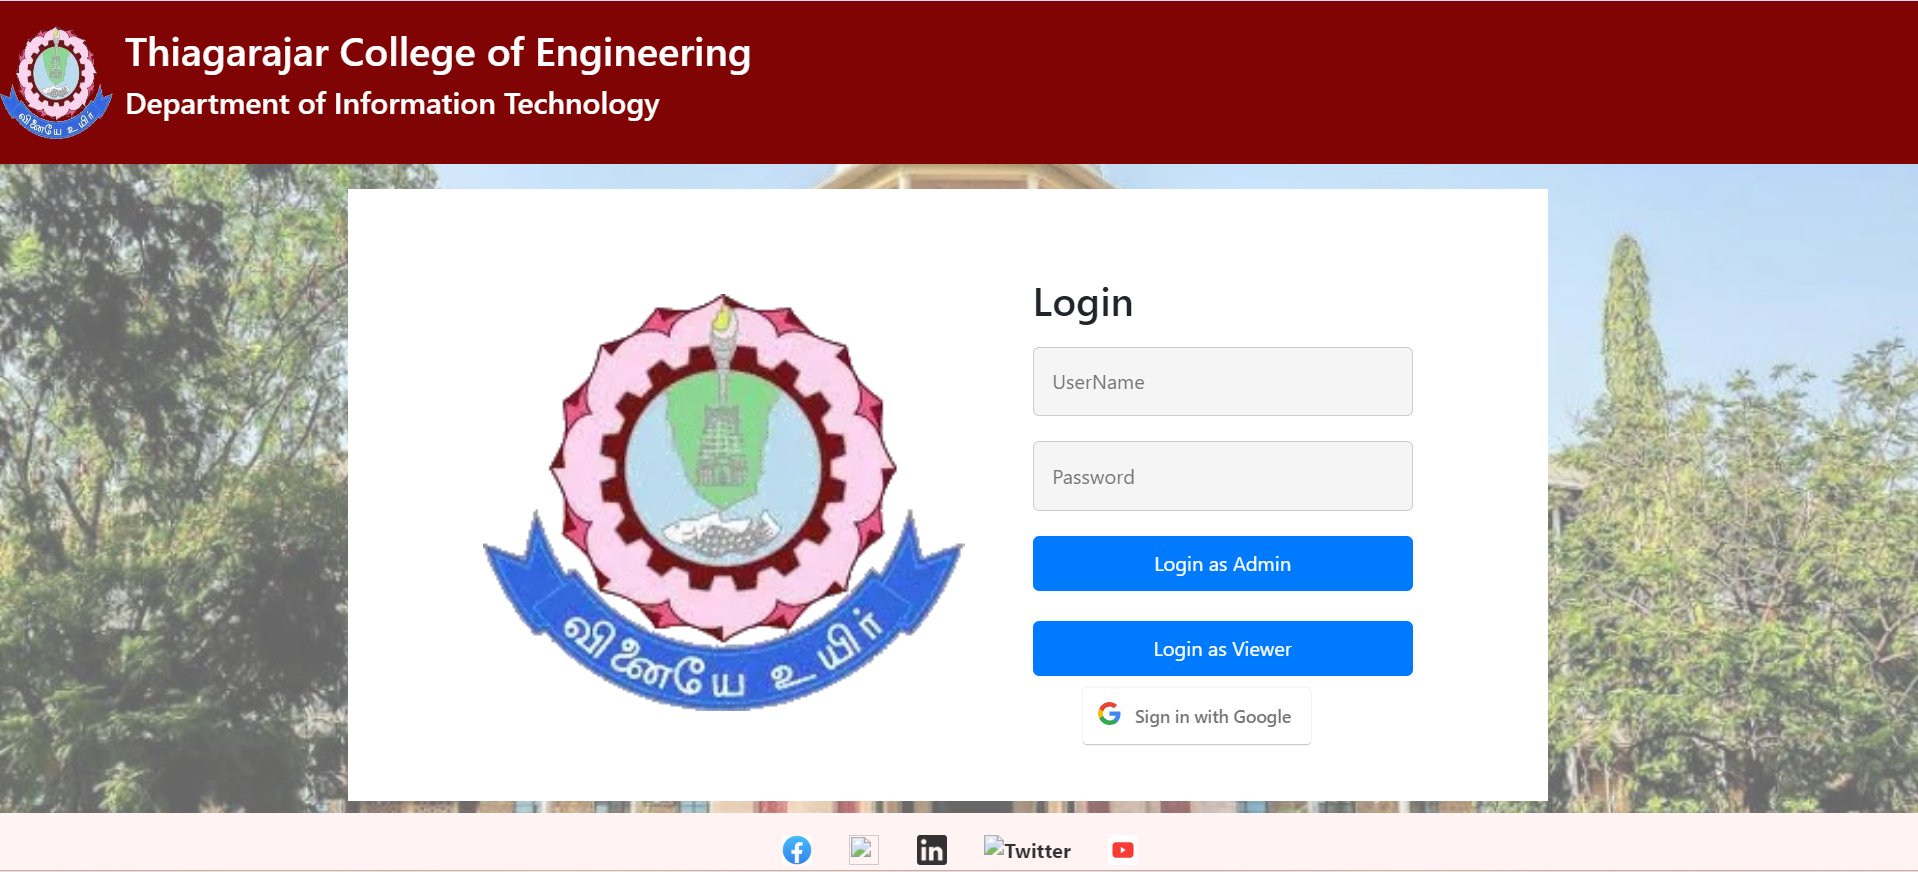 Thiagarajar College of Engineering
Department of Information Technology
வினையே உயிர்
Login
வினையே உயிர்
UserName
Password
Login as Admin
Login as Viewer
Sign in with Google
Twitter